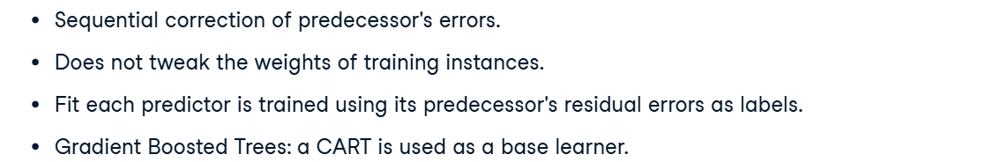 • Sequential correction of predecessor's errors.
• Does not tweak the weights of training instances.
• Fit each predictor is trained using its predecessor's residual errors as labels.
• Gradient Boosted Trees: a CART is used as a base learner.